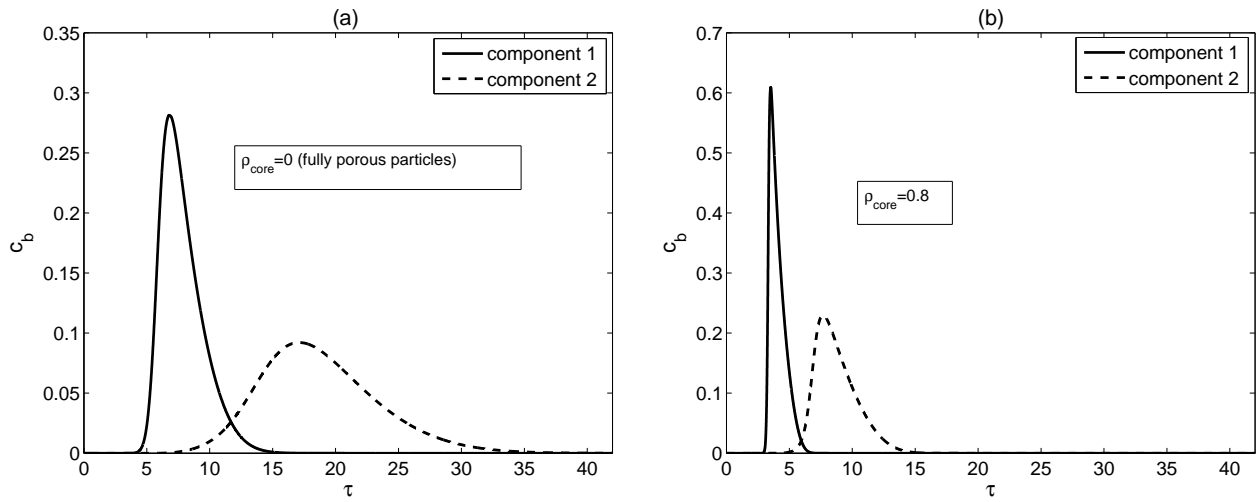 (a)
0.35
0.3
0.25
0.2
0.15
0.1
0.05
0
c_b
0 5 10 15 20 25 30 35 40
τ
component 1
component 2
ρ_core=0 (fully porous particles)
(b)
0.7
0.6
0.5
0.4
0.3
0.2
0.1
0
c_b
0 5 10 15 20 25 30 35 40
τ
component 1
component 2
ρ_core=0.8